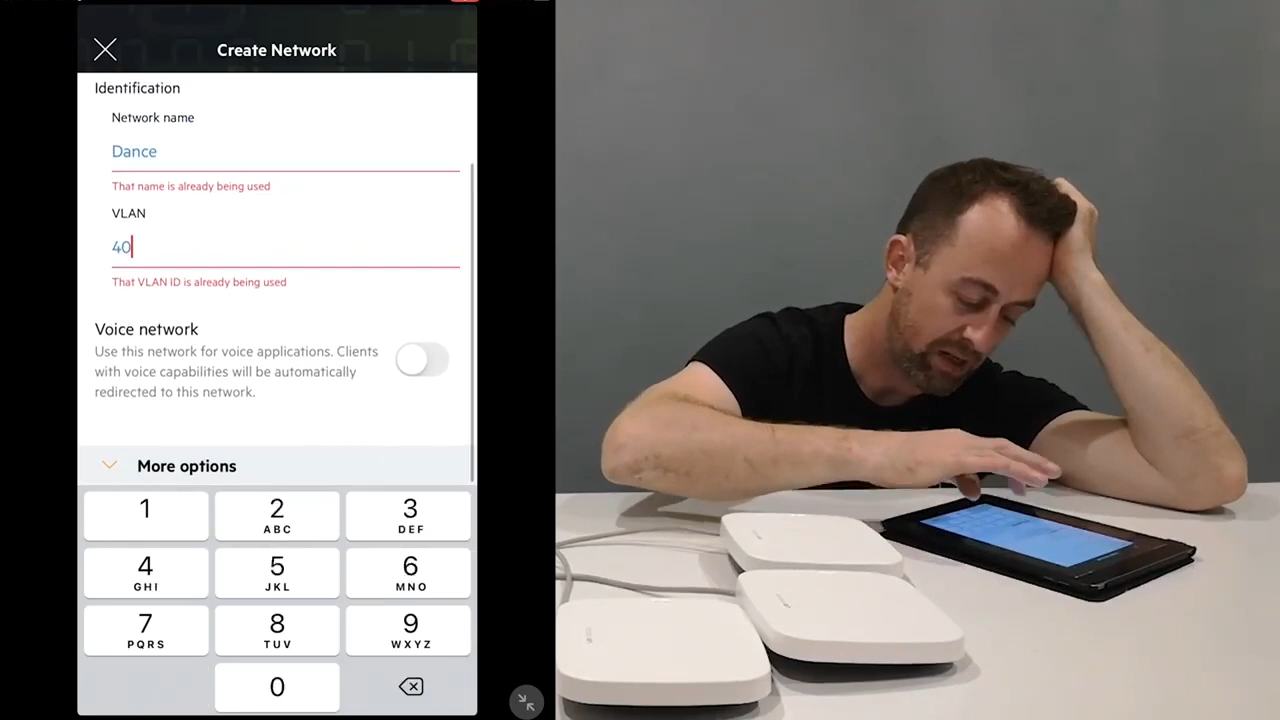 Create Network
Identification
Network name
Dance
That name is already being used
VLAN
40
That VLAN ID is already being used
Voice network
Use this network for voice applications. Clients
with voice capabilities will be automatically
redirected to this network.
More options
1
2
ABC
3
DEF
4
GHI
5
JKL
6
MNO
7
PQRS
8
TUV
9
WXYZ
0